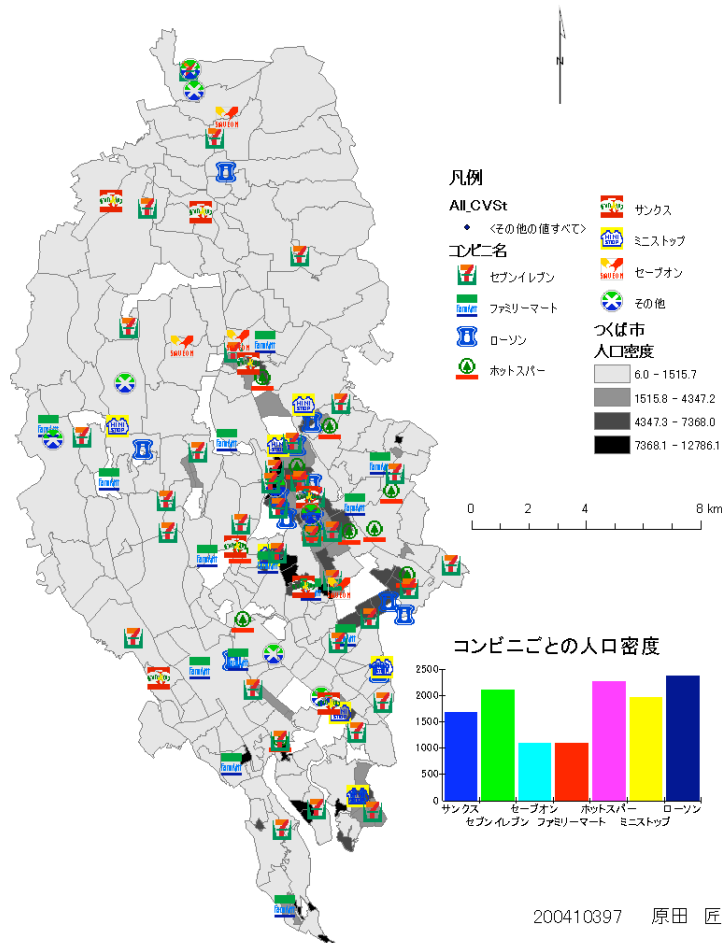 N
凡例
All_CVSt
<その他の値すべて>
コンビニ名
セブンイレブン
ファミリーマート
ローソン
ホットスパー
サンクス
ミニストップ
セーブオン
その他
つくば市
人口密度
6.0 - 1515.7
1515.8 - 4347.2
4347.3 - 7368.0
7368.1 - 12786.1
0 2 4 8 km
コンビニごとの人口密度
2500
2000
1500
1000
500
0
サンクス セーブオン ホットスパー ローソン
セブンイレブン ファミリーマート ミニストップ
200410397 原田 匠